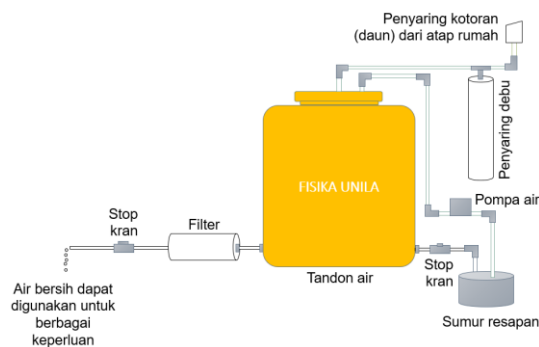 Penyaring kotoran
(daun) dari atap rumah
Penyaring debu
FISIKA UNILA
Pompa air
Stop
kran
Filter
Stop
kran
Tandon air
Air bersih dapat
digunakan untuk
berbagai
keperluan
Sumur resapan